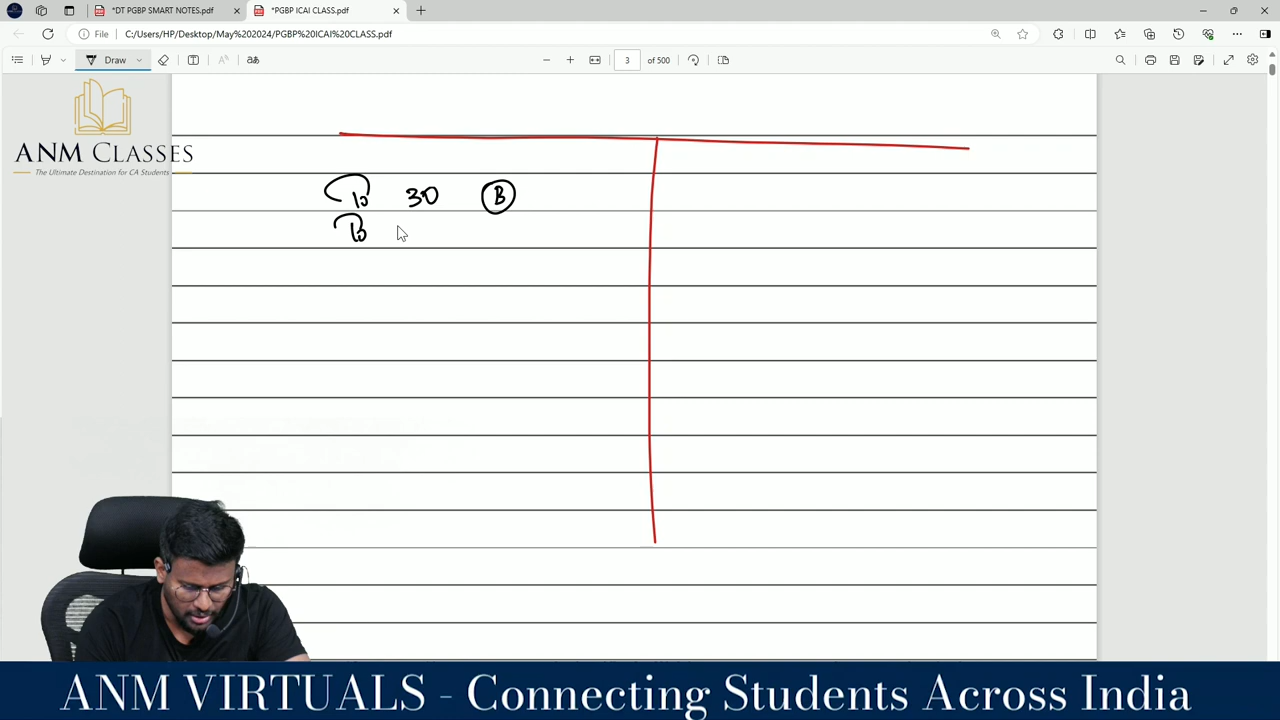 *DT PGBP SMART NOTES.pdf
*PGBP ICAI CLASS.pdf
File C:/Users/HP/Desktop/May%202024/PGBP%20ICAI%20CLASS.pdf
Draw aあ 3 of 500
ANM CLASSES
The Ultimate Destination for CA Students
30 B
ANM VIRTUALS - Connecting Students Across India